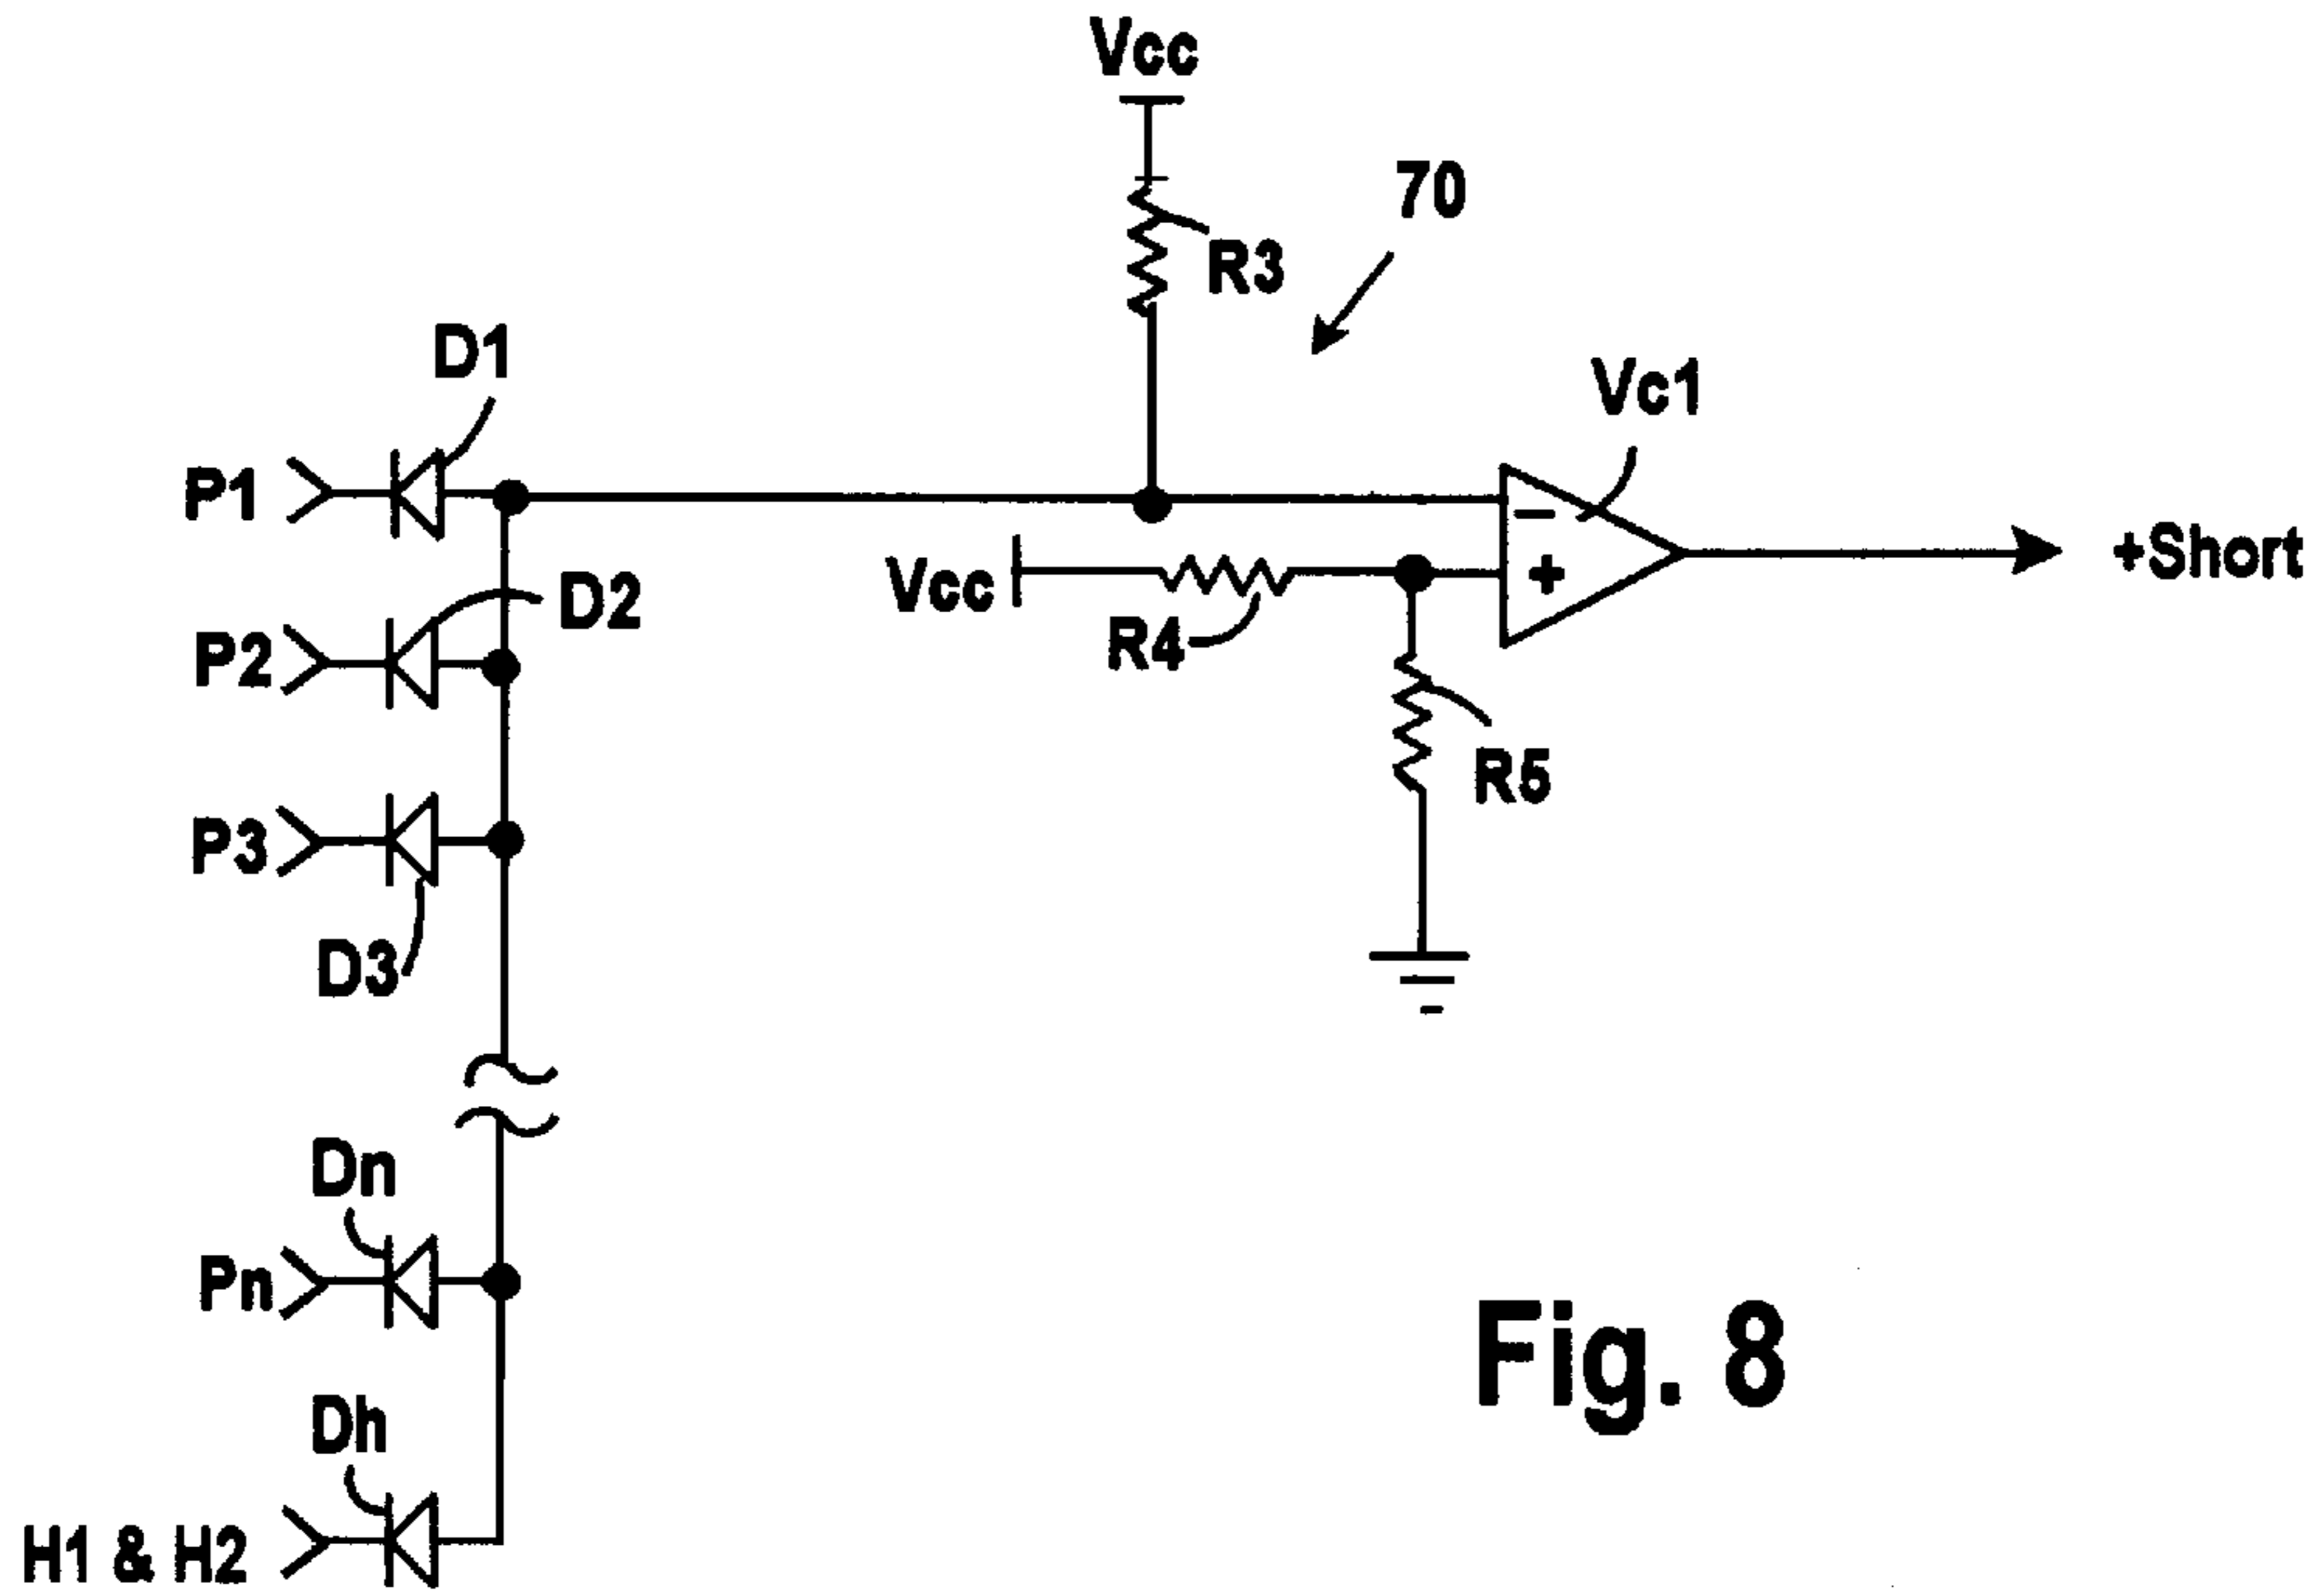 Vcc
70
R3
D1
Vc1
P1
−
+Short
Vcc
+
D2
R4
P2
R5
P3
D3
Dn
Pn
Fig. 8
Dh
H1 & H2